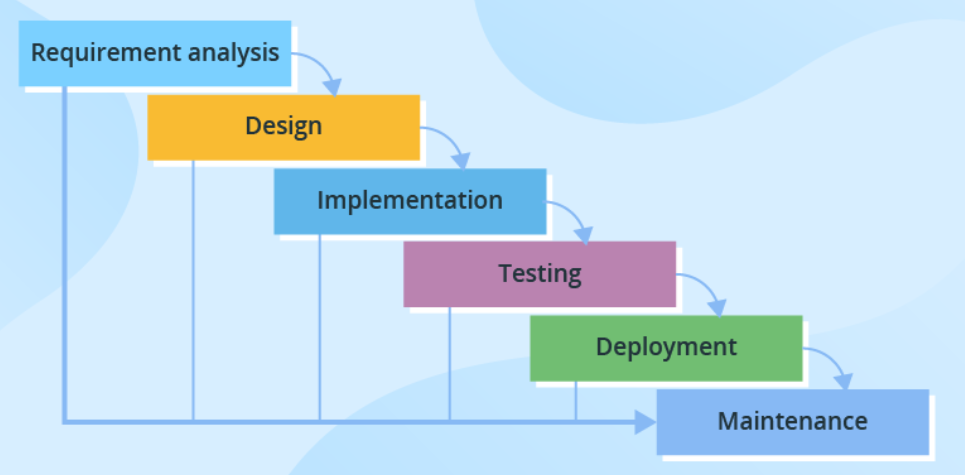 Requirement analysis
Design
Implementation
Testing
Deployment
Maintenance